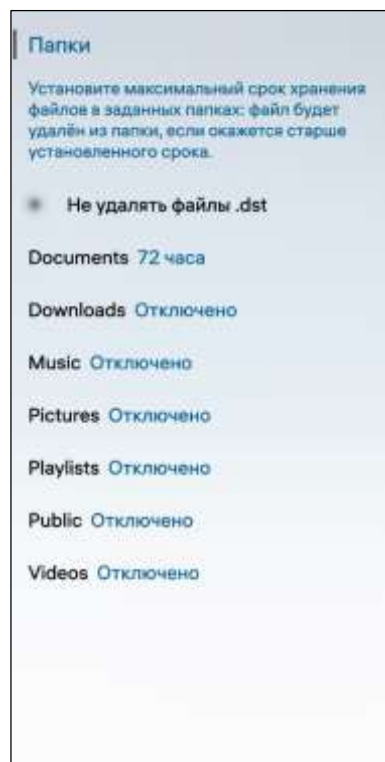 Папки
Установите максимальный срок хранения
файлов в заданных папках: файл будет
удалён из папки, если окажется старше
установленного срока.
Не удалять файлы .dst
Documents 72 часа
Downloads Отключено
Music Отключено
Pictures Отключено
Playlists Отключено
Public Отключено
Videos Отключено